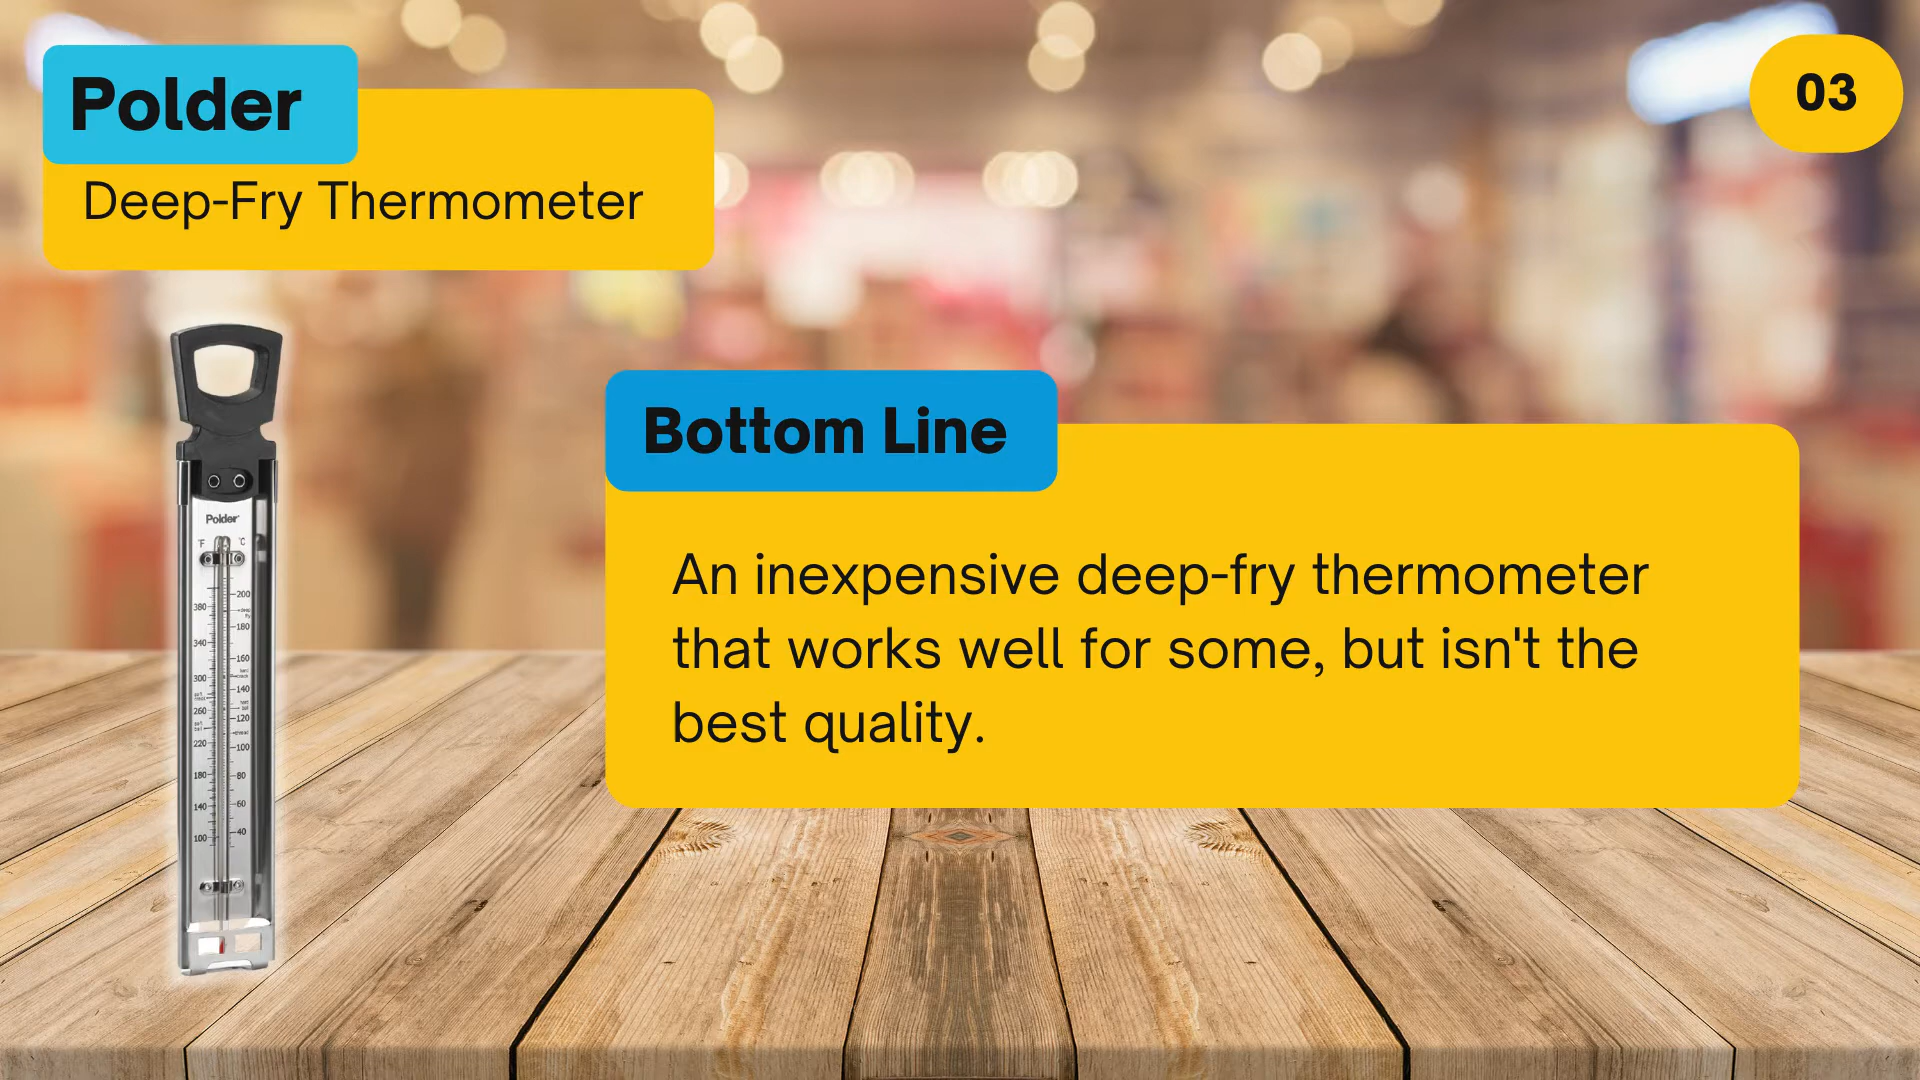 Polder
03
Deep-Fry Thermometer
Bottom Line
An inexpensive deep-fry thermometer
that works well for some, but isn't the
best quality.
Polder
°F °C
200
380
180
340
160
300
140
260
120
220
100
180
80
140
60
100
40